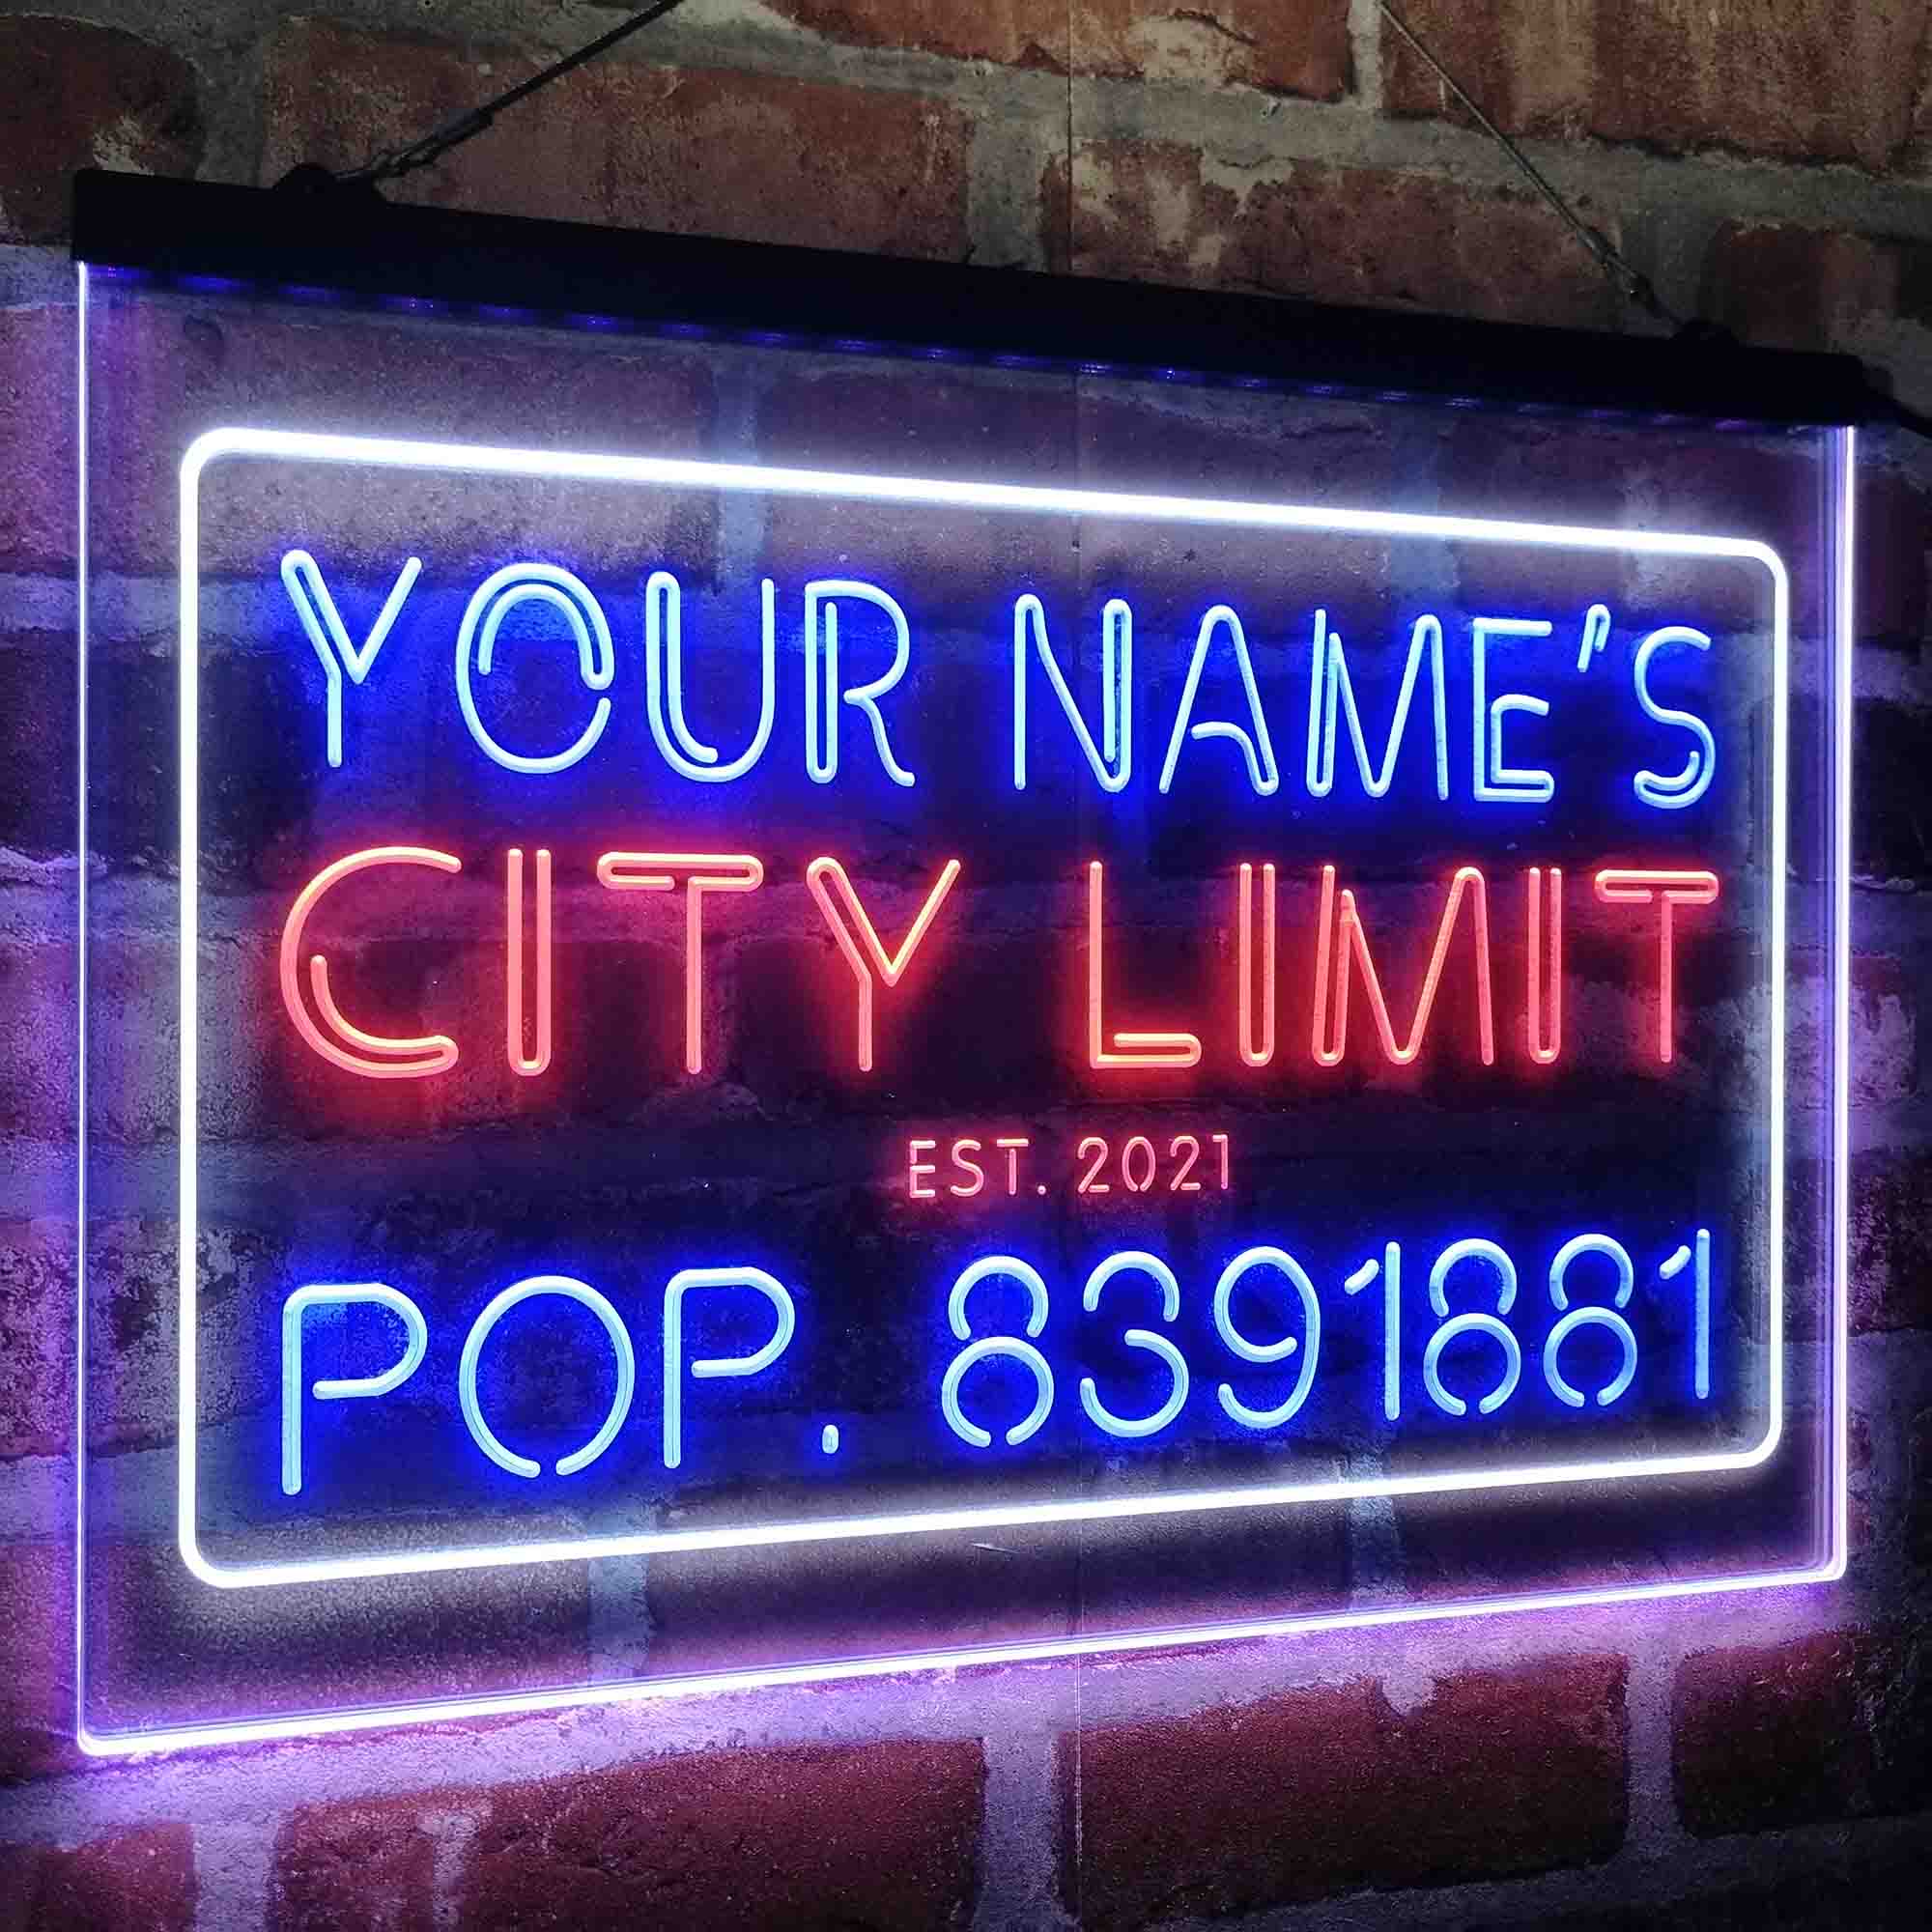 YOUR NAME'S
CITY LIMIT
EST. 2021
POP. 8391881